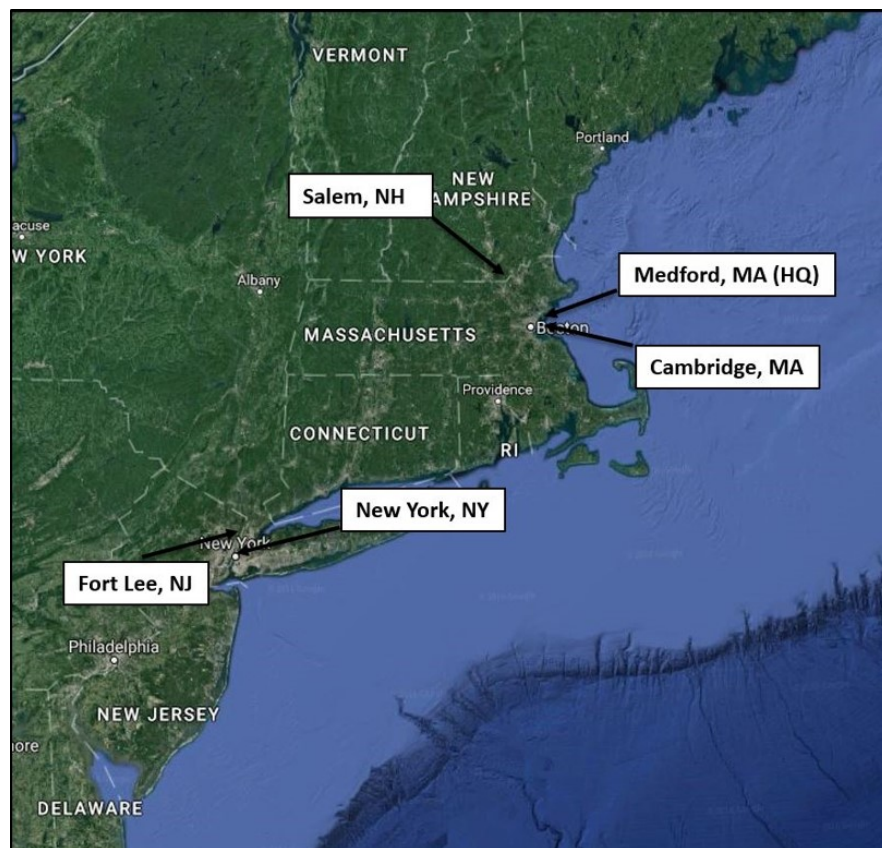 VERMONT
Portland
NEW
AMPSHIRE
Salem, NH
acuse
W YORK
Albany
Medford, MA (HQ)
MASSACHUSETTS
Boston
Cambridge, MA
Providence
CONNECTICUT
RI
New York, NY
New York
Fort Lee, NJ
Philadelphia
NEW JERSEY
ore
DELAWARE